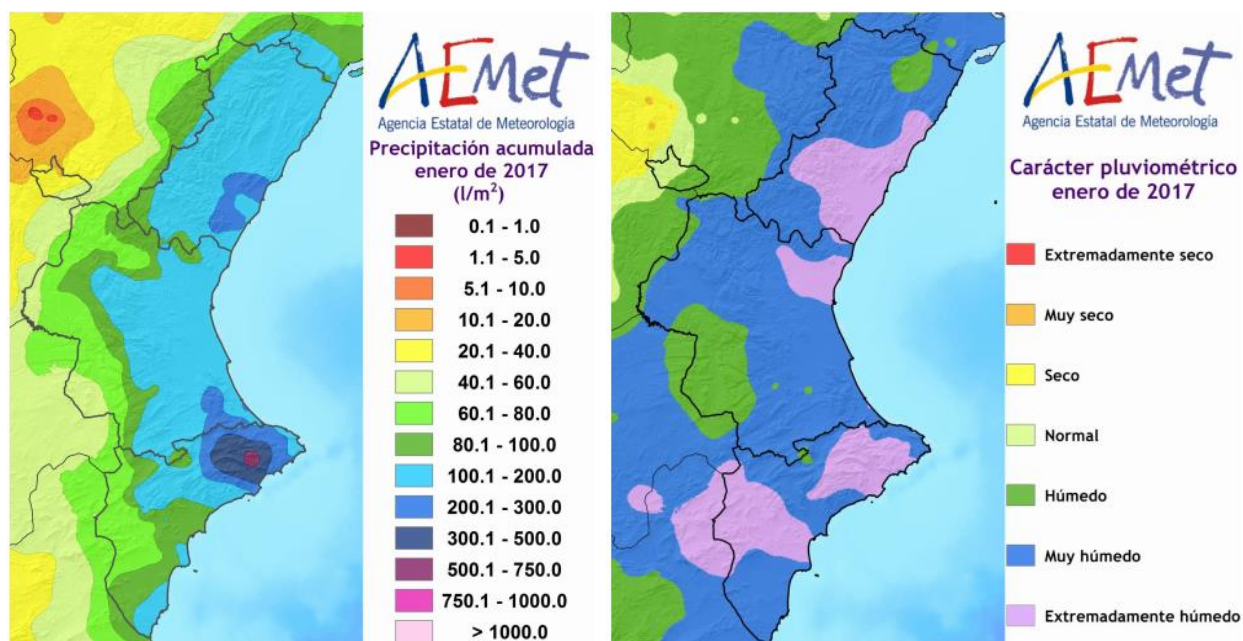 AEmet
Agencia Estatal de Meteorología
Precipitación acumulada
enero de 2017
(l/m²)
0.1 - 1.0
1.1 - 5.0
5.1 - 10.0
10.1 - 20.0
20.1 - 40.0
40.1 - 60.0
60.1 - 80.0
80.1 - 100.0
100.1 - 200.0
200.1 - 300.0
300.1 - 500.0
500.1 - 750.0
750.1 - 1000.0
> 1000.0
AEmet
Agencia Estatal de Meteorología
Carácter pluviométrico
enero de 2017
Extremadamente seco
Muy seco
Seco
Normal
Húmedo
Muy húmedo
Extremadamente húmedo